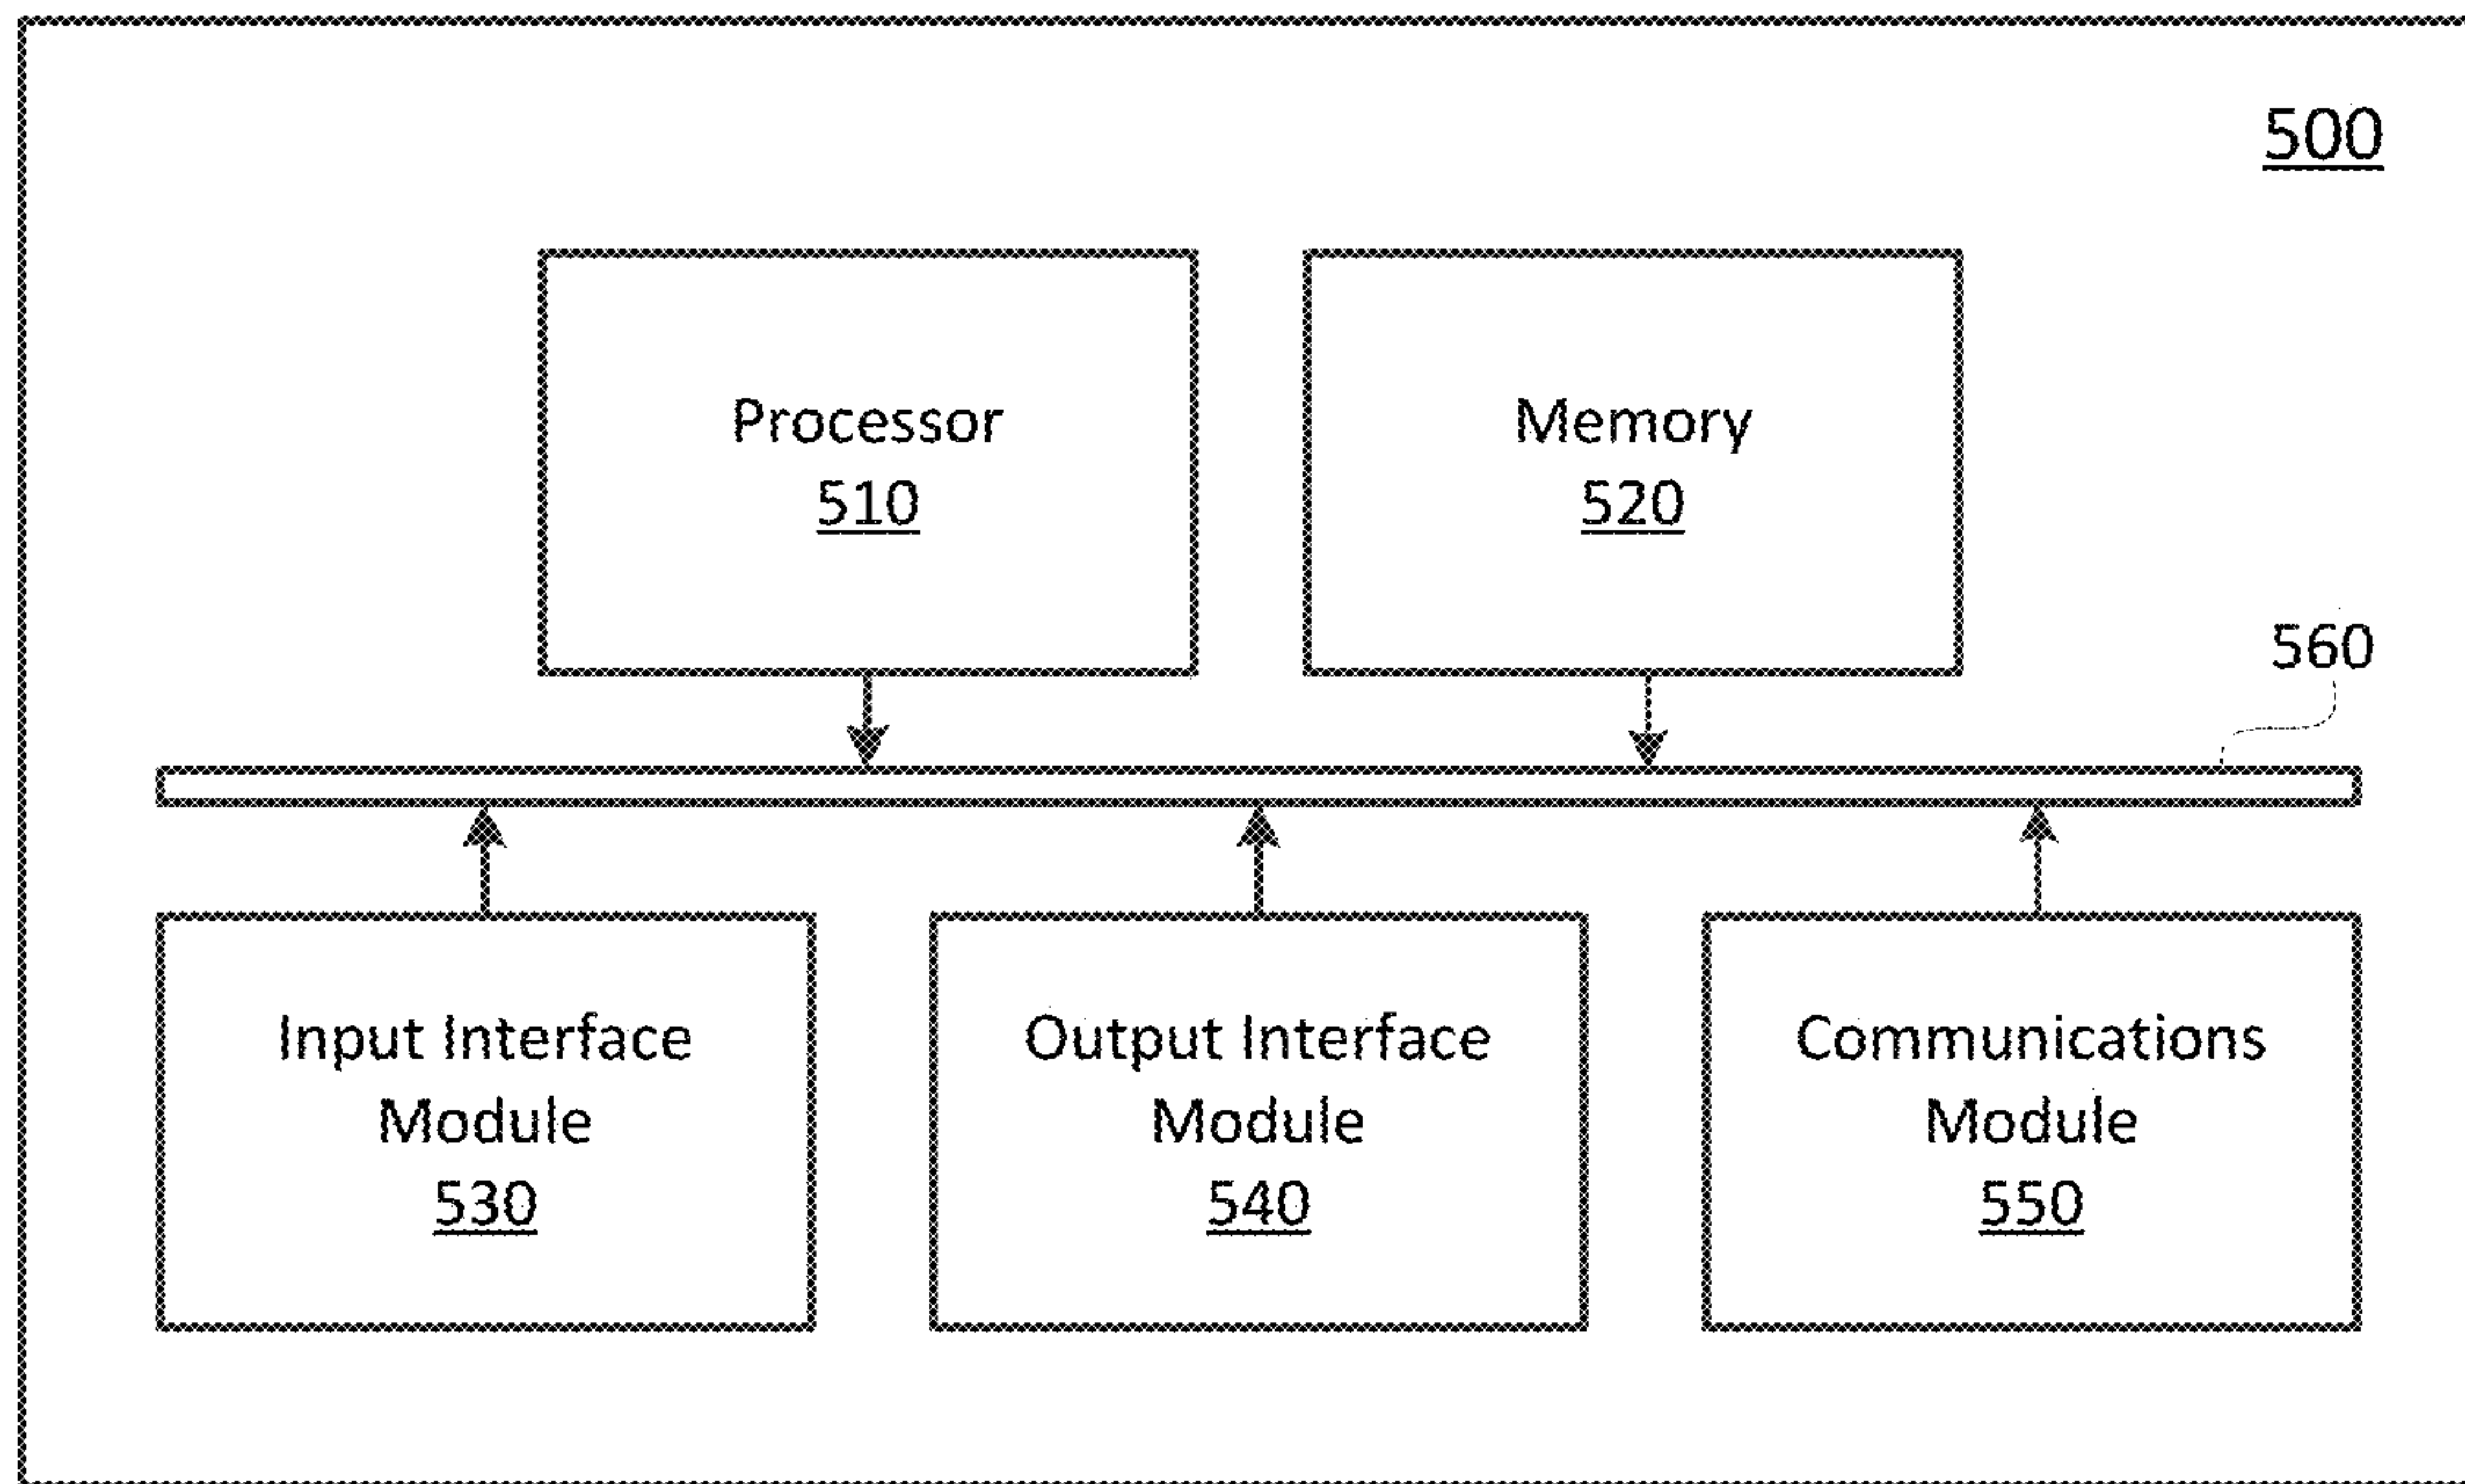 500
Processor
510
Memory
520
560
Input Interface
Module
530
Output Interface
Module
540
Communications
Module
550